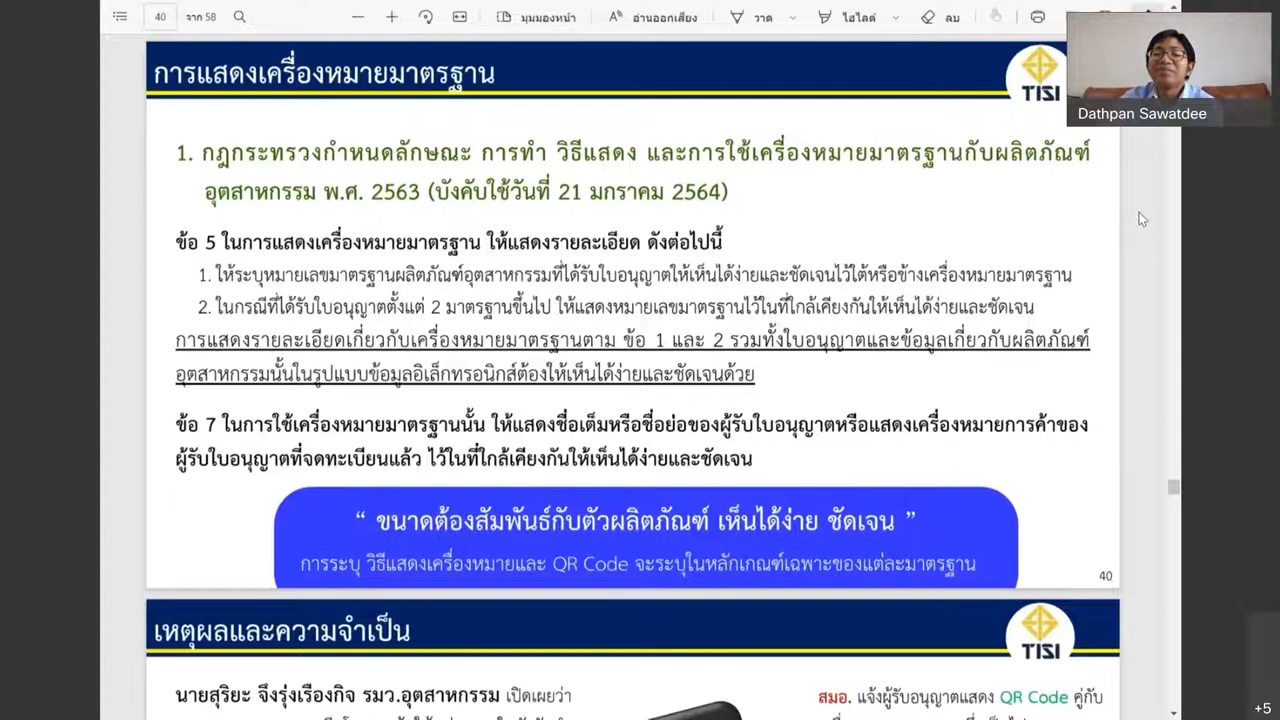 40 จาก 58 มุมมองหน้า อ่านออกเสียง วาด ไฮไลต์ ลบ
การแสดงเครื่องหมายมาตรฐาน
TISI
Dathpan Sawatdee
1. กฎกระทรวงกำหนดลักษณะ การทำ วิธีแสดง และการใช้เครื่องหมายมาตรฐานกับผลิตภัณฑ์
อุตสาหกรรม พ.ศ. 2563 (บังคับใช้วันที่ 21 มกราคม 2564)
ข้อ 5 ในการแสดงเครื่องหมายมาตรฐาน ให้แสดงรายละเอียด ดังต่อไปนี้
1. ให้ระบุหมายเลขมาตรฐานผลิตภัณฑ์อุตสาหกรรมที่ได้รับใบอนุญาตให้เห็นได้ง่ายและชัดเจนไว้ใต้หรือข้างเครื่องหมายมาตรฐาน
2. ในกรณีที่ได้รับใบอนุญาตตั้งแต่ 2 มาตรฐานขึ้นไป ให้แสดงหมายเลขมาตรฐานไว้ในที่ใกล้เคียงกันให้เห็นได้ง่ายและชัดเจน
การแสดงรายละเอียดเกี่ยวกับเครื่องหมายมาตรฐานตาม ข้อ 1 และ 2 รวมทั้งใบอนุญาตและข้อมูลเกี่ยวกับผลิตภัณฑ์
อุตสาหกรรมนั้นในรูปแบบข้อมูลอิเล็กทรอนิกส์ต้องให้เห็นได้ง่ายและชัดเจนด้วย
ข้อ 7 ในการใช้เครื่องหมายมาตรฐานนั้น ให้แสดงชื่อเต็มหรือชื่อย่อของผู้รับใบอนุญาตหรือแสดงเครื่องหมายการค้าของ
ผู้รับใบอนุญาตที่จดทะเบียนแล้ว ไว้ในที่ใกล้เคียงกันให้เห็นได้ง่ายและชัดเจน
“ ขนาดต้องสัมพันธ์กับตัวผลิตภัณฑ์ เห็นได้ง่าย ชัดเจน ”
การระบุ วิธีแสดงเครื่องหมายและ QR Code จะระบุในหลักเกณฑ์เฉพาะของแต่ละมาตรฐาน
40
เหตุผลและความจำเป็น
TISI
นายสุริยะ จึงรุ่งเรืองกิจ รมว.อุตสาหกรรม เปิดเผยว่า
สมอ. แจ้งผู้รับอนุญาตแสดง QR Code คู่กับ
+5